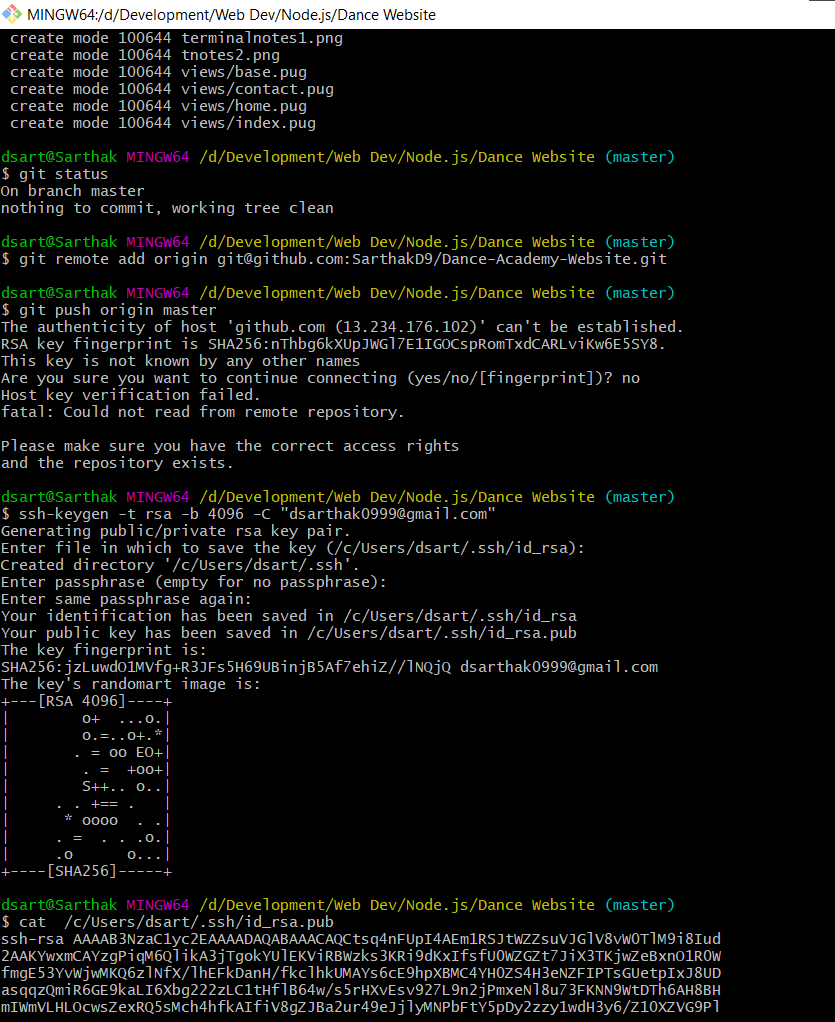 MINGW64:/d/Development/Web Dev/Node.js/Dance Website
create mode 100644 terminalnotes1.png
create mode 100644 tnotes2.png
create mode 100644 views/base.pug
create mode 100644 views/contact.pug
create mode 100644 views/home.pug
create mode 100644 views/index.pug
dsart@Sarthak MINGW64 /d/Development/Web Dev/Node.js/Dance Website (master)
$ git status
On branch master
nothing to commit, working tree clean
dsart@Sarthak MINGW64 /d/Development/Web Dev/Node.js/Dance Website (master)
$ git remote add origin git@github.com:SarthakD9/Dance-Academy-Website.git
dsart@Sarthak MINGW64 /d/Development/Web Dev/Node.js/Dance Website (master)
$ git push origin master
The authenticity of host 'github.com (13.234.176.102)' can't be established.
RSA key fingerprint is SHA256:nThbg6kXUpJWGl7E1IGOCspRomTxdCARLviKw6E5SY8.
This key is not known by any other names
Are you sure you want to continue connecting (yes/no/[fingerprint])? no
Host key verification failed.
fatal: Could not read from remote repository.
Please make sure you have the correct access rights
and the repository exists.
dsart@Sarthak MINGW64 /d/Development/Web Dev/Node.js/Dance Website (master)
$ ssh-keygen -t rsa -b 4096 -C "dsarthak0999@gmail.com"
Generating public/private rsa key pair.
Enter file in which to save the key (/c/Users/dsart/.ssh/id_rsa):
Created directory '/c/Users/dsart/.ssh'.
Enter passphrase (empty for no passphrase):
Enter same passphrase again:
Your identification has been saved in /c/Users/dsart/.ssh/id_rsa
Your public key has been saved in /c/Users/dsart/.ssh/id_rsa.pub
The key fingerprint is:
SHA256:jzLuwdO1MVfg+R3JFs5H69UBinjB5Af7ehiZ//lNQjQ dsarthak0999@gmail.com
The key's randomart image is:
+---[RSA 4096]----+
|        o+  ...o.|
|        o.=..o+.*|
|       . = oo EO+|
|        . =  +oo+|
|        S++.. o..|
|     . . +== .   |
|      * oooo  . .|
|     . =  . . .o.|
|     .o      o...|
+----[SHA256]-----+
dsart@Sarthak MINGW64 /d/Development/Web Dev/Node.js/Dance Website (master)
$ cat  /c/Users/dsart/.ssh/id_rsa.pub
ssh-rsa AAAAB3NzaC1yc2EAAAADAQABAAACAQCtsq4nFUpI4AEm1RSJtWZZsuVJGlV8vW0TlM9i8Iud
2AAKYwxmCAYzgPiqM6QlikA3jTgokYUlEKViRBWzks3KRi9dKxIfsfU0WZGZt7JiX3TKjwZeBxnO1R0W
fmgE53YvWjwMKQ6zlNfX/lhEFkDanH/fkclhkUMAYs6cE9hpXBMC4YH0ZS4H3eNZFIPTsGUetpIxJ8UD
asqqzQmiR6GE9kaLI6Xbg222zLC1tHflB64w/s5rHXvEsv927L9n2jPmxeNl8u73FKNN9WtDTh6AH8BH
mIWmVLHLOcwsZexRQ5sMch4hfkAIfiV8gZJBa2ur49eJjlyMNPbFtY5pDy2zzy1wdH3y6/Z10XZVG9Pl